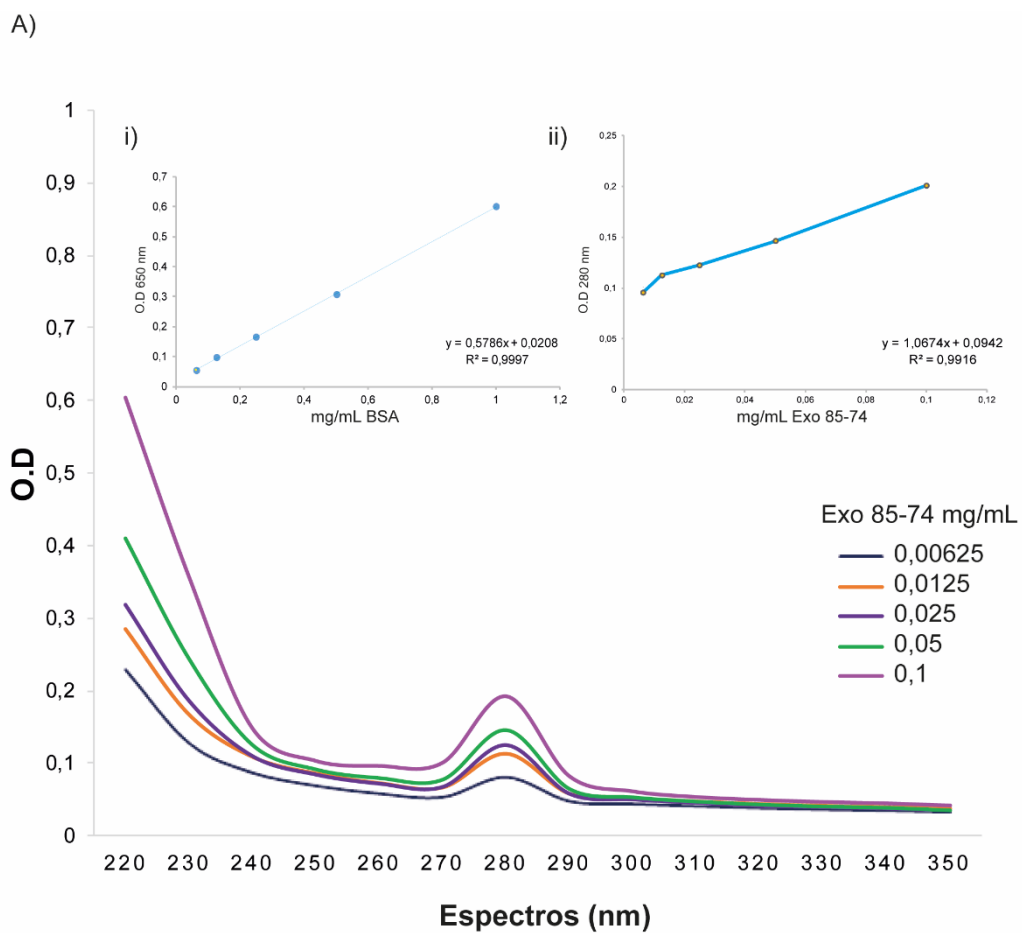 A)
1
0,9
0,8
0,7
0,6
0,5
0,4
0,3
0,2
0,1
0
O.D
220 230 240 250 260 270 280 290 300 310 320 330 340 350
Espectros (nm)
i)
0,7
0,6
0,5
0,4
0,3
0,2
0,1
0
O.D 650 nm
y = 0,5786x + 0,0208
R² = 0,9997
0 0,2 0,4 0,6 0,8 1 1,2
mg/mL BSA
ii)
0,25
0,2
0,15
0,1
0,05
0
O.D 280 nm
y = 1,0674x + 0,0942
R² = 0,9916
0 0,02 0,04 0,06 0,08 0,1 0,12
mg/mL Exo 85-74
Exo 85-74 mg/mL
0,00625
0,0125
0,025
0,05
0,1